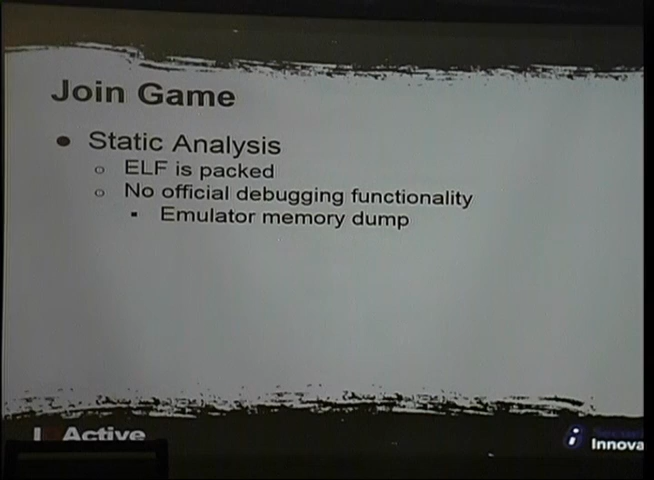 Join Game
● Static Analysis
○ ELF is packed
○ No official debugging functionality
▪ Emulator memory dump
Active
Innova